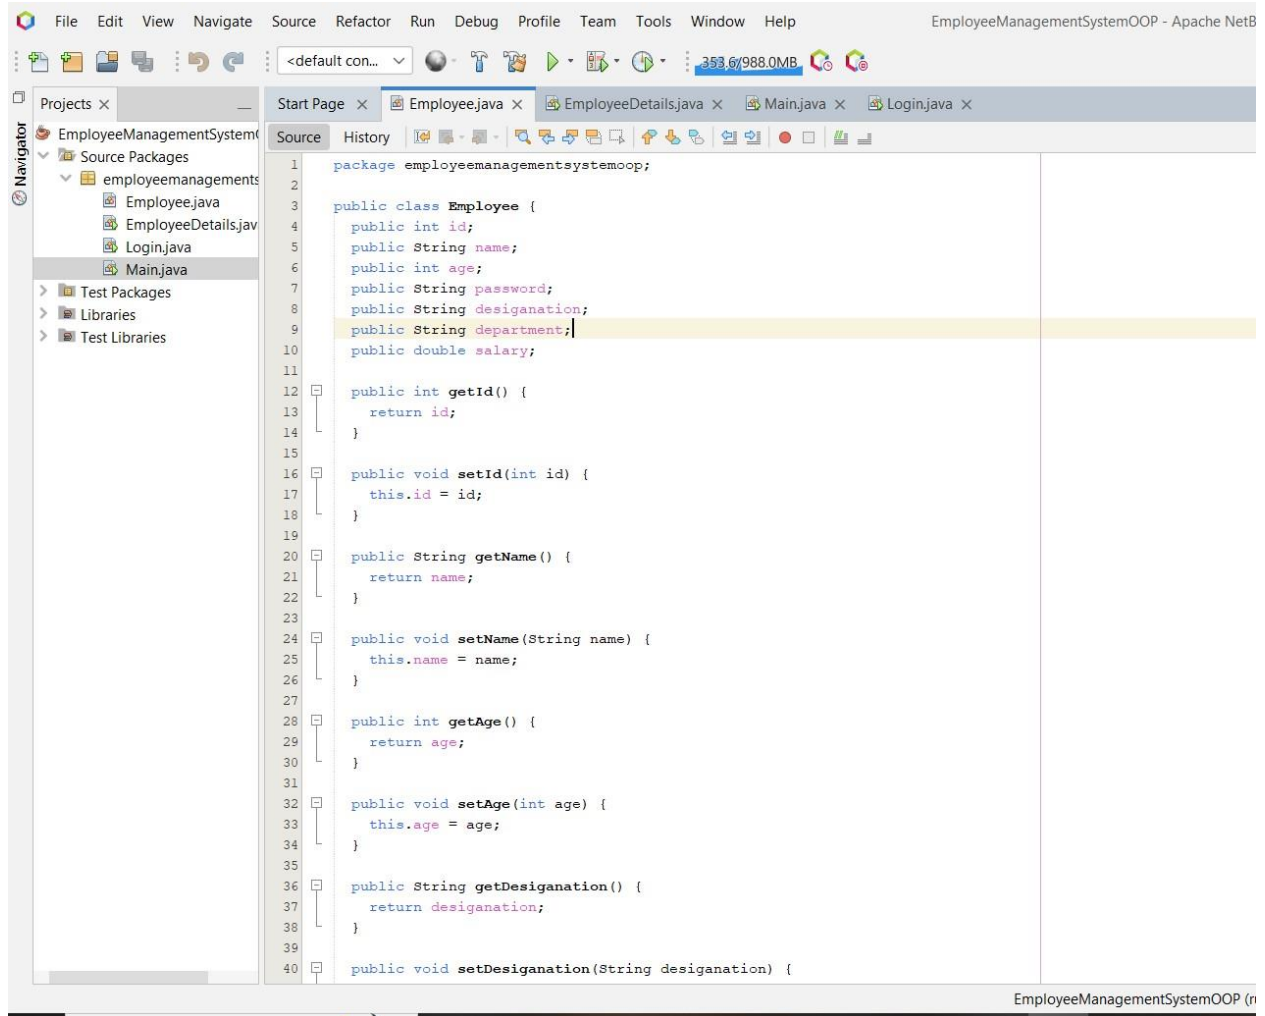 File Edit View Navigate Source Refactor Run Debug Profile Team Tools Window Help EmployeeManagementSystemOOP - Apache NetB
<default con... 353,6/988.0MB
Projects Start Page Employee.java EmployeeDetails.java Main.java Login.java
Navigator
EmployeeManagementSystem
Source Packages
employeemanagements
Employee.java
EmployeeDetails.jav
Login.java
Main.java
Test Packages
Libraries
Test Libraries
Source History
1 package employeemanagementsystemoop;
2
3 public class Employee {
4 public int id;
5 public String name;
6 public int age;
7 public String password;
8 public String desiganation;
9 public String department;
10 public double salary;
11
12 public int getId() {
13 return id;
14 }
15
16 public void setId(int id) {
17 this.id = id;
18 }
19
20 public String getName() {
21 return name;
22 }
23
24 public void setName(String name) {
25 this.name = name;
26 }
27
28 public int getAge() {
29 return age;
30 }
31
32 public void setAge(int age) {
33 this.age = age;
34 }
35
36 public String getDesiganation() {
37 return desiganation;
38 }
39
40 public void setDesiganation(String desiganation) {
EmployeeManagementSystemOOP (r